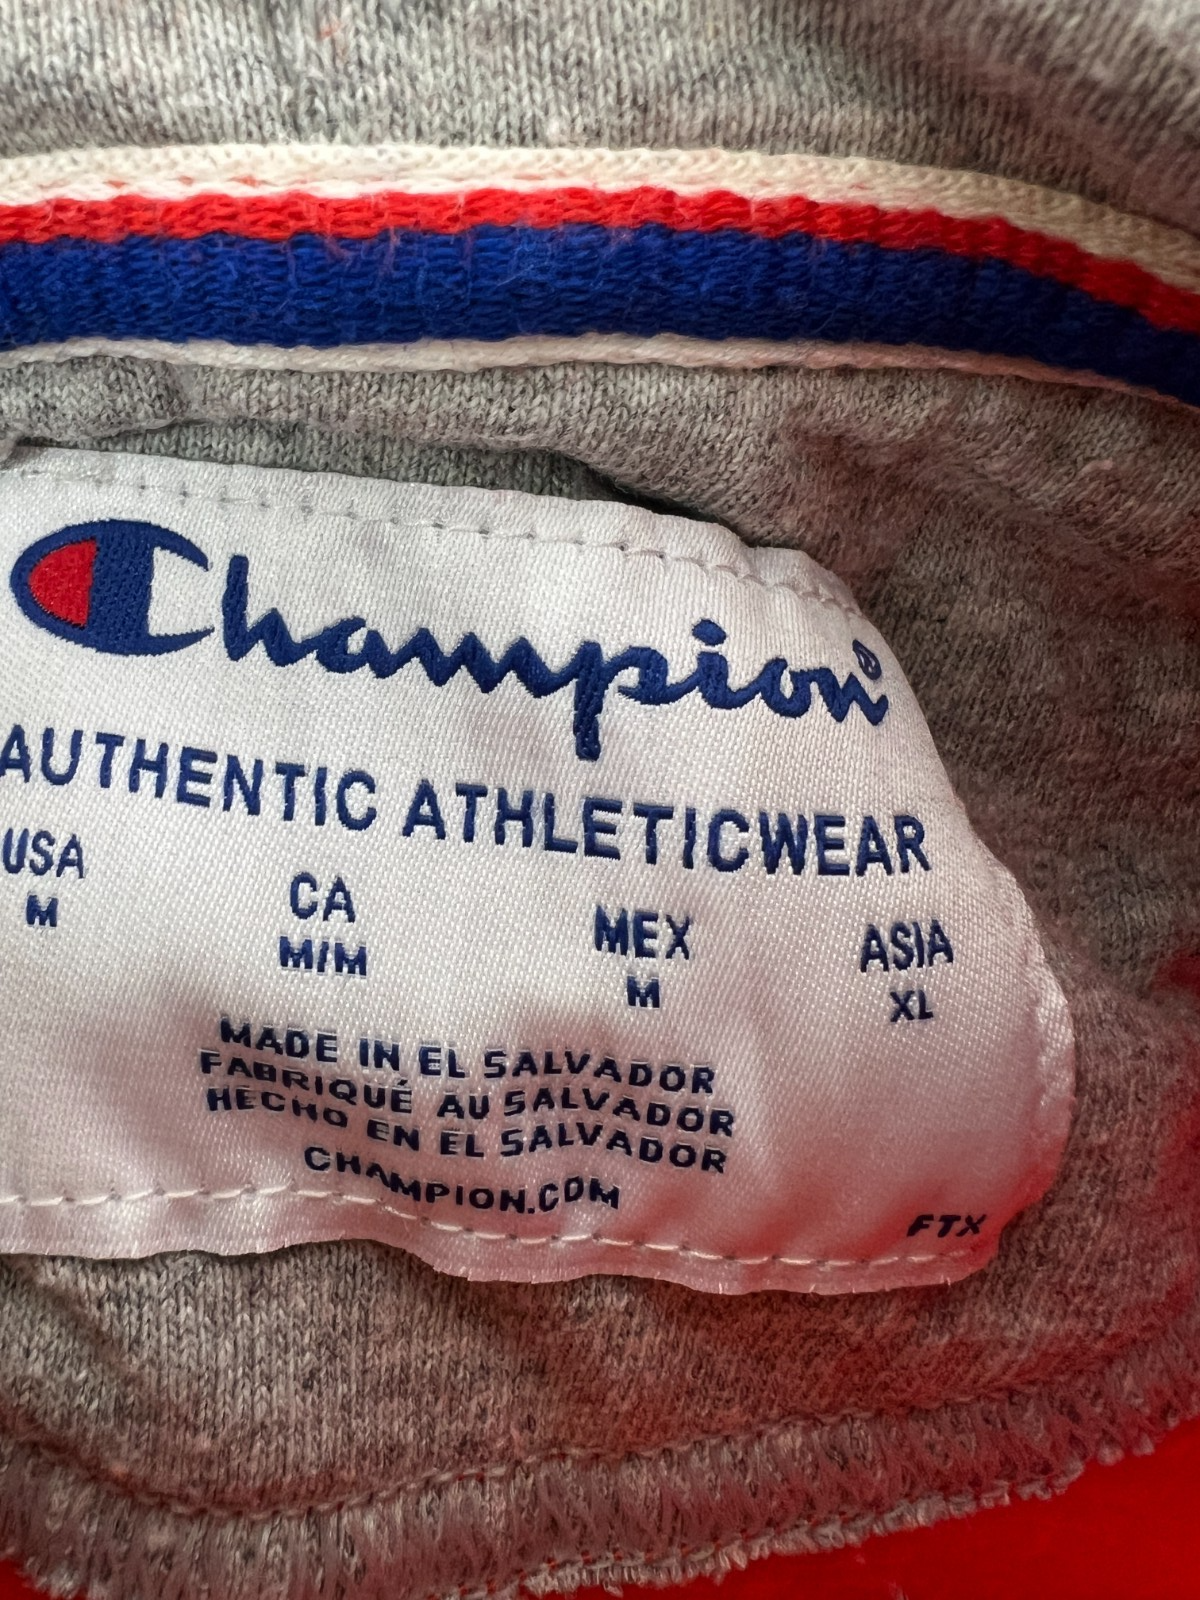 Champion®
AUTHENTIC ATHLETICWEAR
USA CA MEX ASIA
M M/M M XL
MADE IN EL SALVADOR
FABRIQUÉ AU SALVADOR
HECHO EN EL SALVADOR
CHAMPION.COM
FTX